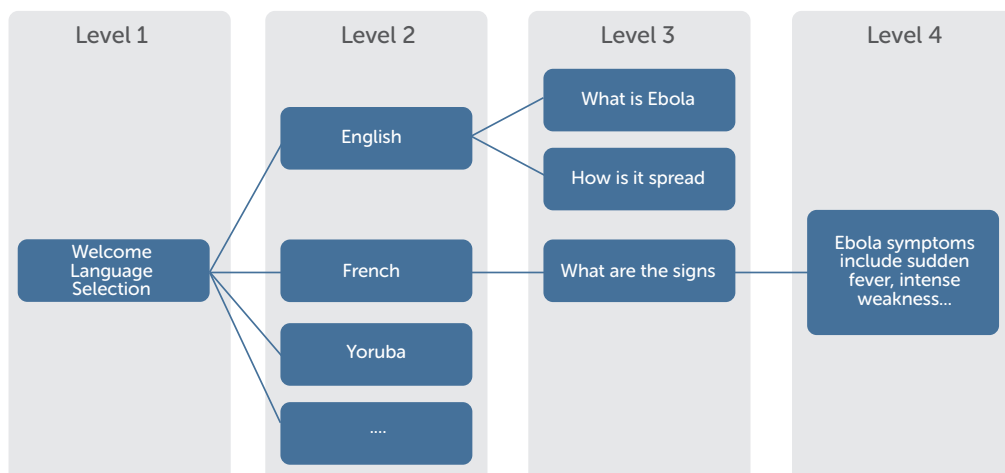 Level 1
Level 2
Level 3
Level 4
What is Ebola
English
How is it spread
Welcome
Language
Selection
French
What are the signs
Ebola symptoms
include sudden
fever, intense
weakness...
Yoruba
....